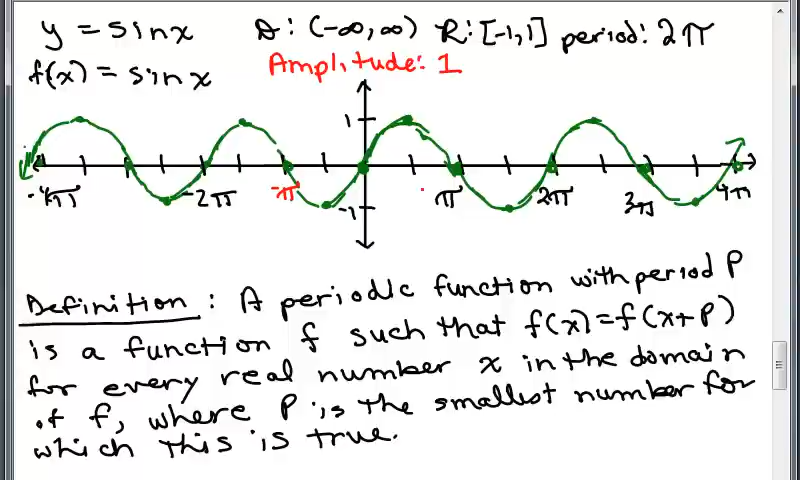 y = sinx D: (-∞,∞) R: [-1,1] period: 2π
f(x) = sinx Amplitude: 1
1
-4π -2π -π π 2π 3π 4π
-1
Definition: A periodic function with period P
is a function f such that f(x)=f(x+P)
for every real number x in the domain
of f, where P is the smallest number for
which this is true.